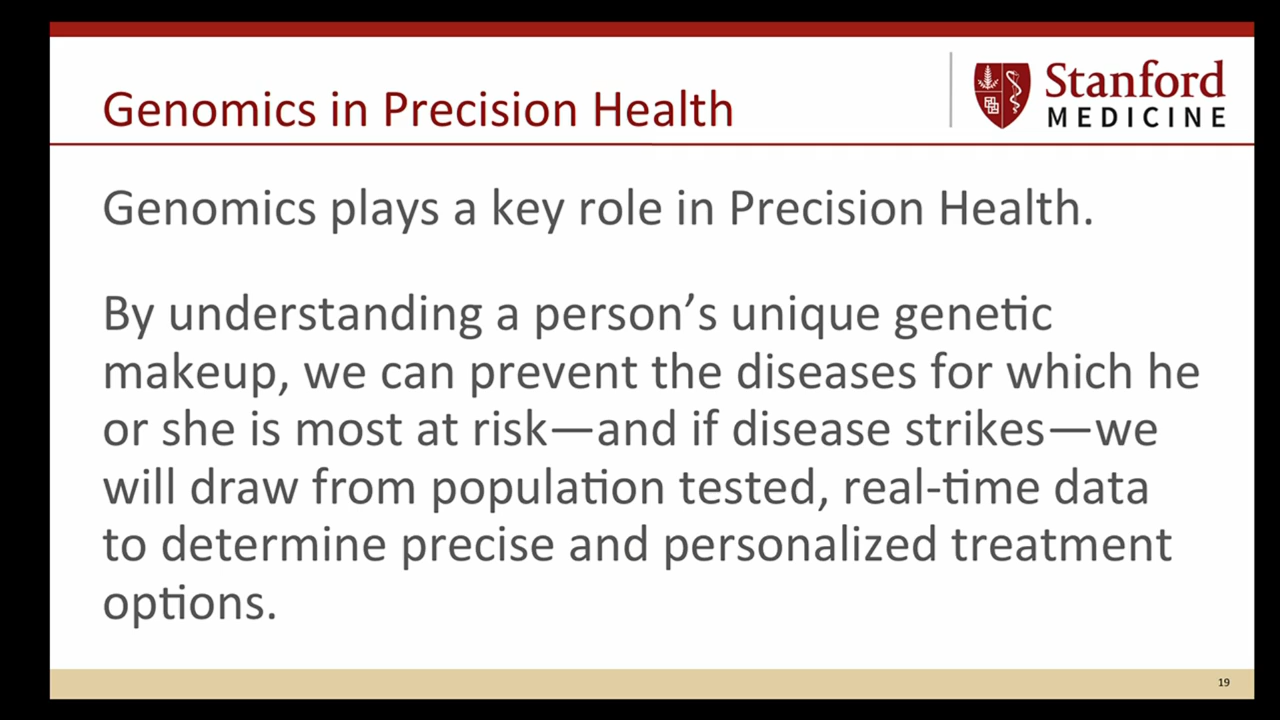 Genomics in Precision Health
Stanford
MEDICINE
Genomics plays a key role in Precision Health.
By understanding a person’s unique genetic
makeup, we can prevent the diseases for which he
or she is most at risk—and if disease strikes—we
will draw from population tested, real-time data
to determine precise and personalized treatment
options.
19